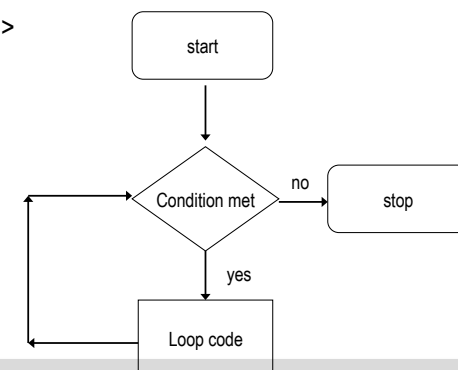 >
start
Condition met
no
stop
yes
Loop code